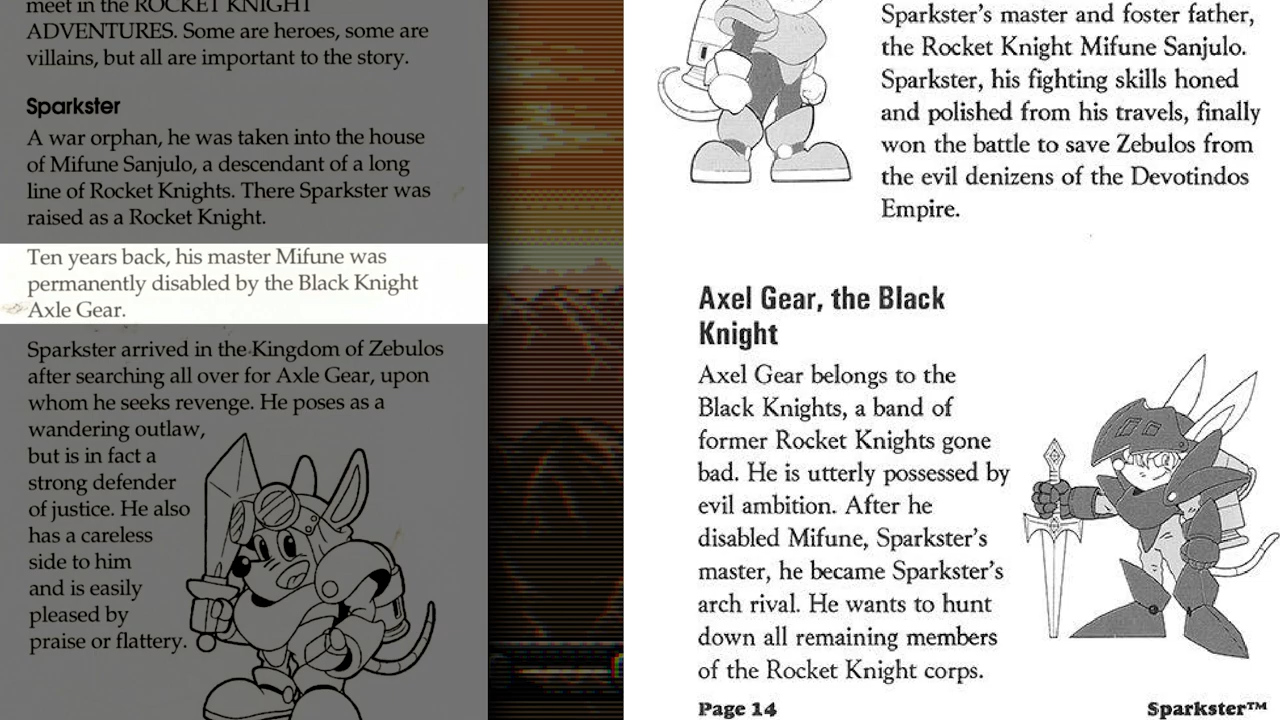 meet in the ROCKET KNIGHT
ADVENTURES. Some are heroes, some are
villains, but all are important to the story.
Sparkster
A war orphan, he was taken into the house
of Mifune Sanjulo, a descendant of a long
line of Rocket Knights. There Sparkster was
raised as a Rocket Knight.
Ten years back, his master Mifune was
permanently disabled by the Black Knight
Axle Gear.
Sparkster arrived in the Kingdom of Zebulos
after searching all over for Axle Gear, upon
whom he seeks revenge. He poses as a
wandering outlaw,
but is in fact a
strong defender
of justice. He also
has a careless
side to him
and is easily
pleased by
praise or flattery.
Sparkster's master and foster father,
the Rocket Knight Mifune Sanjulo.
Sparkster, his fighting skills honed
and polished from his travels, finally
won the battle to save Zebulos from
the evil denizens of the Devotindos
Empire.
Axel Gear, the Black
Knight
Axel Gear belongs to the
Black Knights, a band of
former Rocket Knights gone
bad. He is utterly possessed by
evil ambition. After he
disabled Mifune, Sparkster's
master, he became Sparkster's
arch rival. He wants to hunt
down all remaining members
of the Rocket Knight corps.
Page 14
Sparkster™